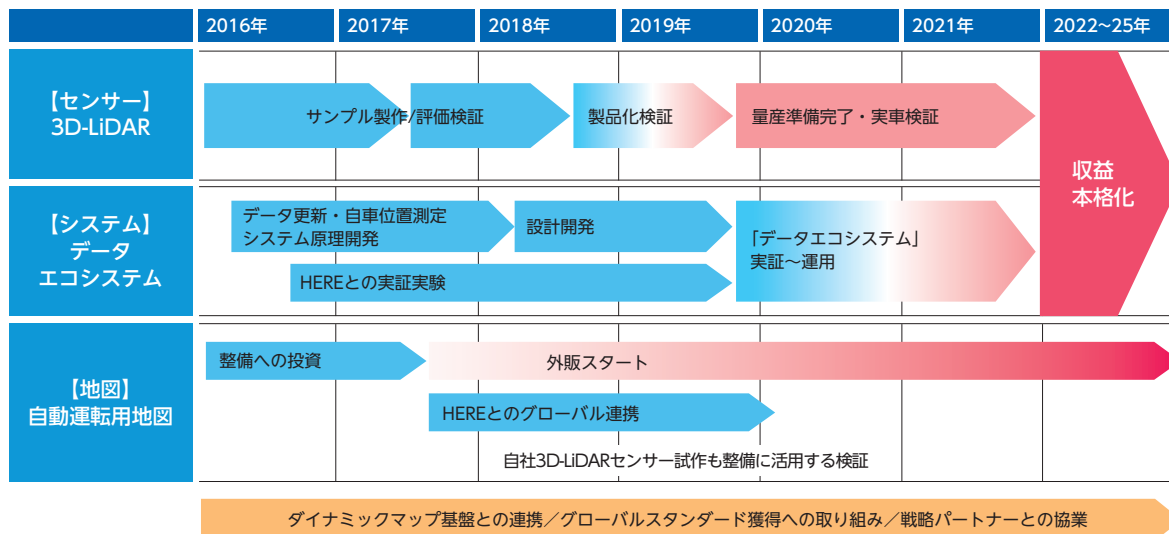 2016年
2017年
2018年
2019年
2020年
2021年
2022~25年
【センサー】
3D-LiDAR
サンプル製作/評価検証
製品化検証
量産準備完了・実車検証
収益
本格化
【システム】
データ
エコシステム
データ更新・自車位置測定
システム原理開発
設計開発
「データエコシステム」
実証〜運用
HEREとの実証実験
【地図】
自動運転用地図
整備への投資
外販スタート
HEREとのグローバル連携
自社3D-LiDARセンサー試作も整備に活用する検証
ダイナミックマップ基盤との連携／グローバルスタンダード獲得への取り組み／戦略パートナーとの協業